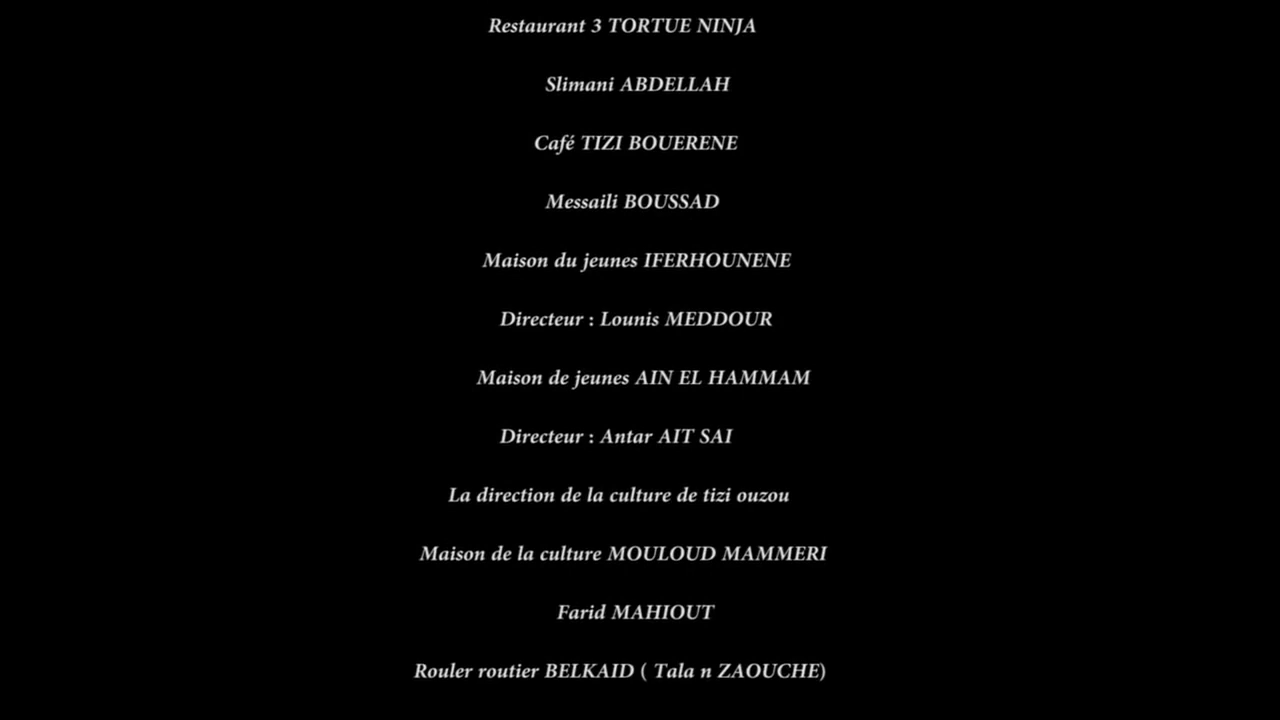 Restaurant 3 TORTUE NINJA
Slimani ABDELLAH
Café TIZI BOUERENE
Messaili BOUSSAD
Maison du jeunes IFERHOUNENE
Directeur : Lounis MEDDOUR
Maison de jeunes AIN EL HAMMAM
Directeur : Antar AIT SAI
La direction de la culture de tizi ouzou
Maison de la culture MOULOUD MAMMERI
Farid MAHIOUT
Rouler routier BELKAID ( Tala n ZAOUCHE)